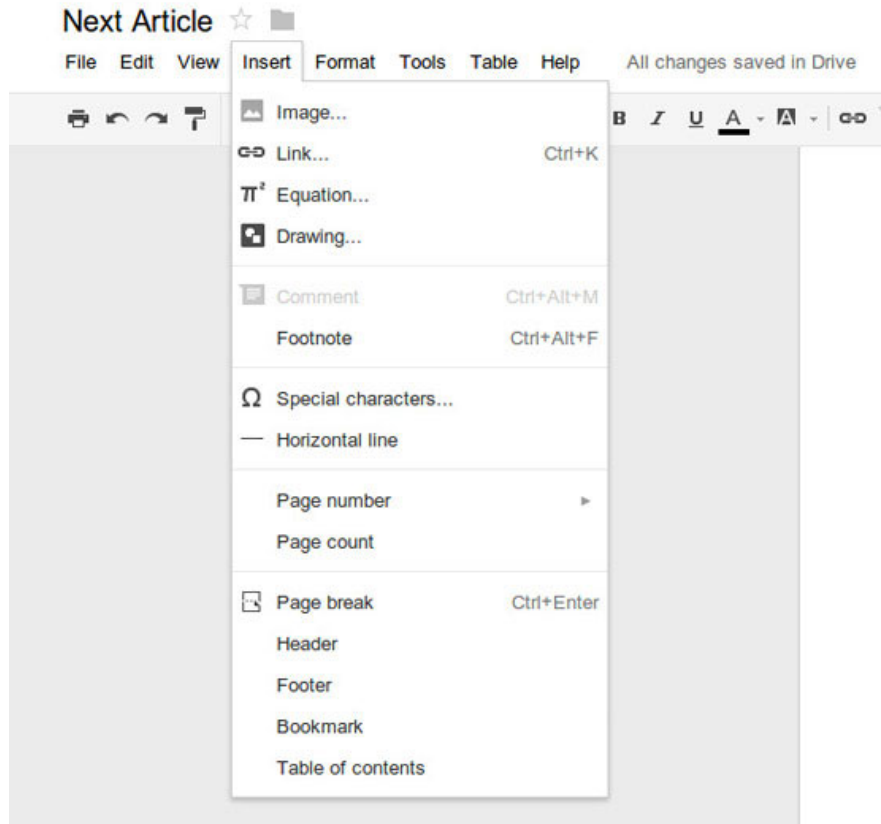 Next Article
File Edit View Insert Format Tools Table Help All changes saved in Drive
B I U A A
Image...
Link... Ctrl+K
π² Equation...
Drawing...
Comment Ctrl+Alt+M
Footnote Ctrl+Alt+F
Ω Special characters...
Horizontal line
Page number
Page count
Page break Ctrl+Enter
Header
Footer
Bookmark
Table of contents